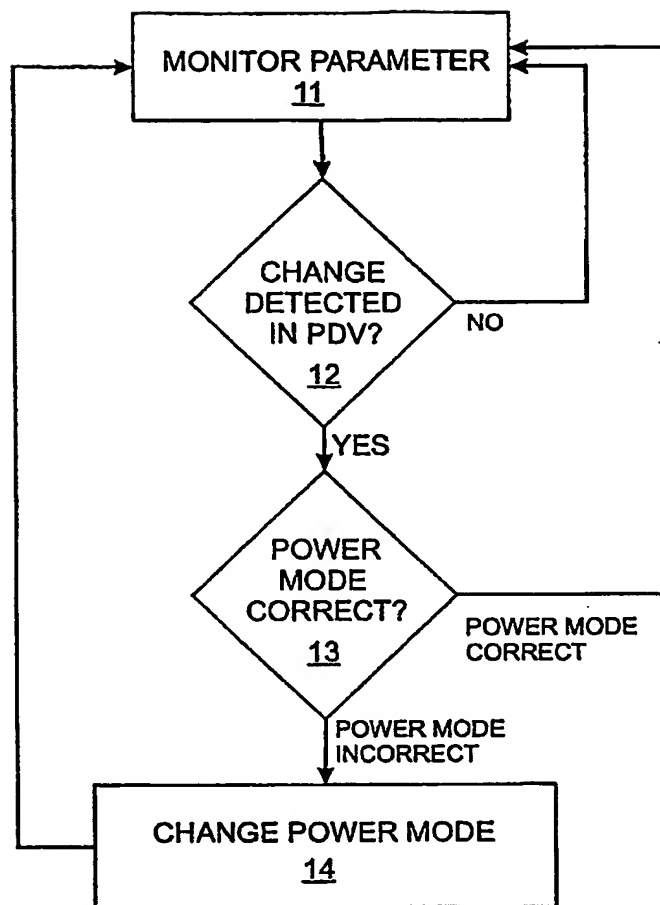 MONITOR PARAMETER
11
CHANGE
DETECTED
IN PDV?
12
NO
YES
POWER
MODE
CORRECT?
13
POWER MODE
CORRECT
POWER MODE
INCORRECT
CHANGE POWER MODE
14